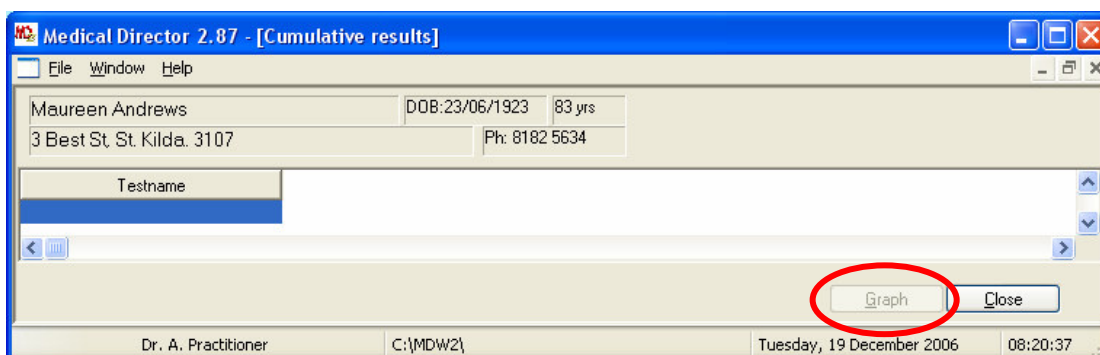 Medical Director 2.87 - [Cumulative results]
File Window Help
Maureen Andrews DOB:23/06/1923 83 yrs
3 Best St, St. Kilda. 3107 Ph: 8182 5634
Testname
Graph Close
Dr. A. Practitioner C:\MDW2\ Tuesday, 19 December 2006 08:20:37